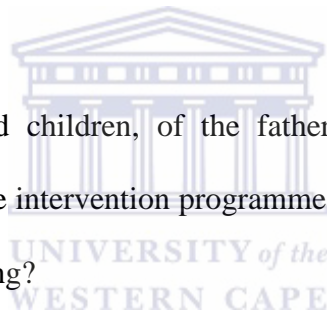 d children, of the father
e intervention programme
UNIVERSITY of the
ng?
WESTERN CAPE